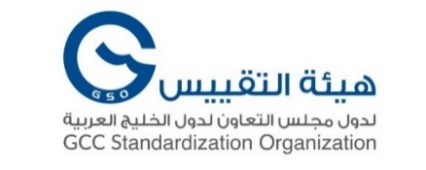 هيئة التقييس
GSO
لدول مجلس التعاون لدول الخليج العربية
GCC Standardization Organization